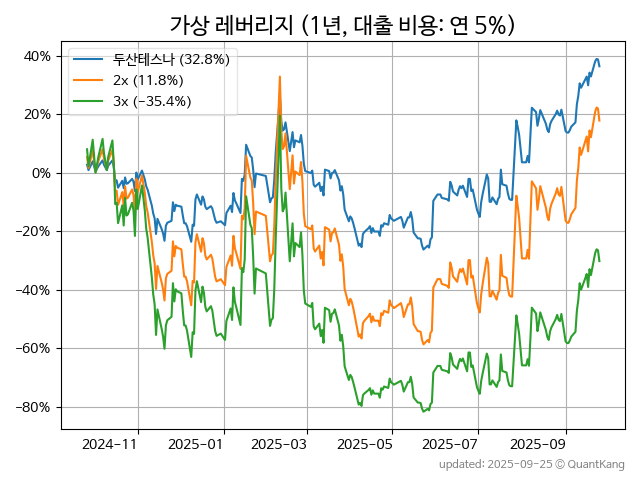 가상 레버리지 (1년, 대출 비용: 연 5%)
두산테스나 (32.8%)
2x (11.8%)
3x (−35.4%)
40%
20%
0%
−20%
−40%
−60%
−80%
2024-11
2025-01
2025-03
2025-05
2025-07
2025-09
updated: 2025-09-25 © QuantKang